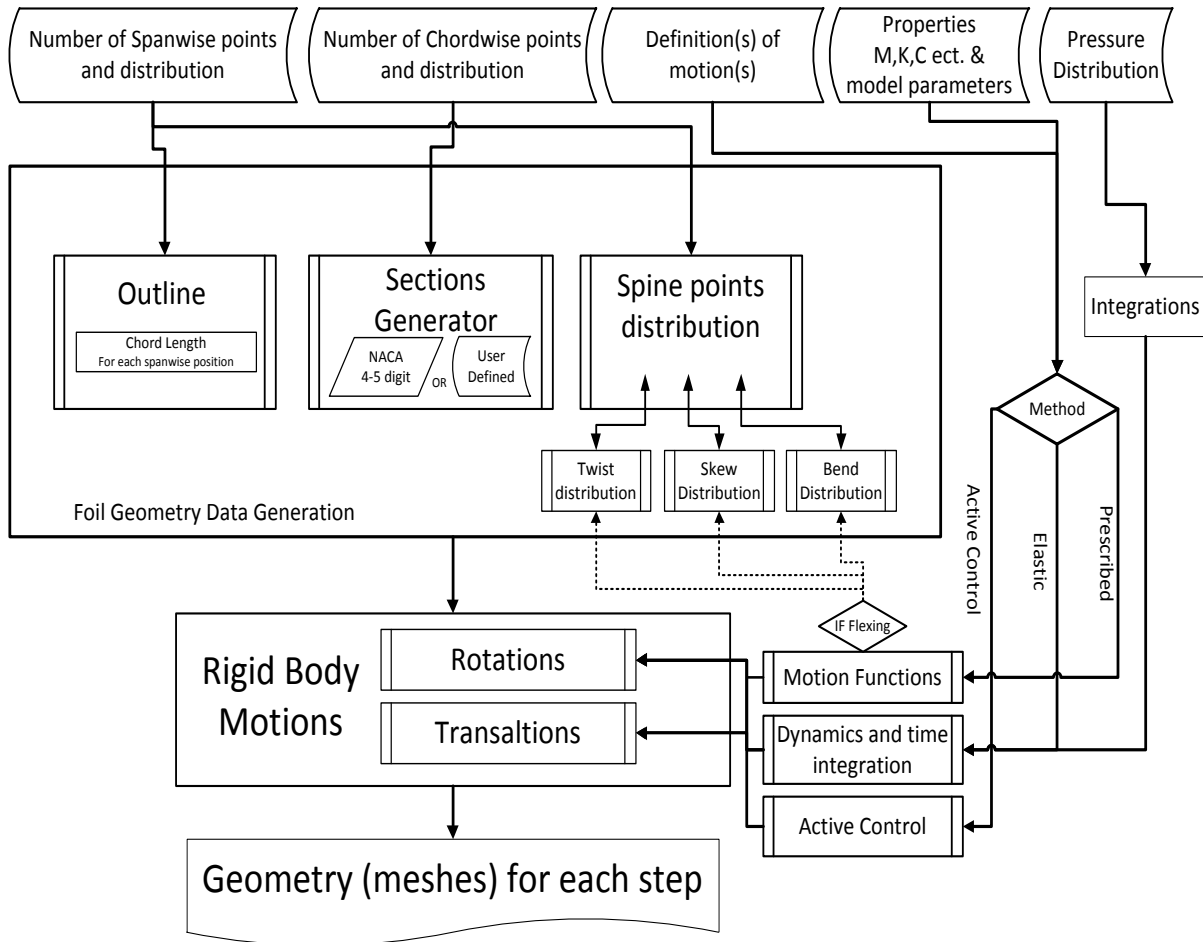 Number of Spanwise points
and distribution
Number of Chordwise points
and distribution
Definition(s) of
motion(s)
Properties
M,K,C ect. &
model parameters
Pressure
Distribution
Outline
Chord Length
For each spanwise position
Sections
Generator
NACA
4-5 digit
OR
User
Defined
Spine points
distribution
Integrations
Method
Twist
distribution
Skew
Distribution
Bend
Distribution
Foil Geometry Data Generation
Active Control
Elastic
Prescribed
IF Flexing
Rigid Body
Motions
Rotations
Transaltions
Motion Functions
Dynamics and time
integration
Active Control
Geometry (meshes) for each step